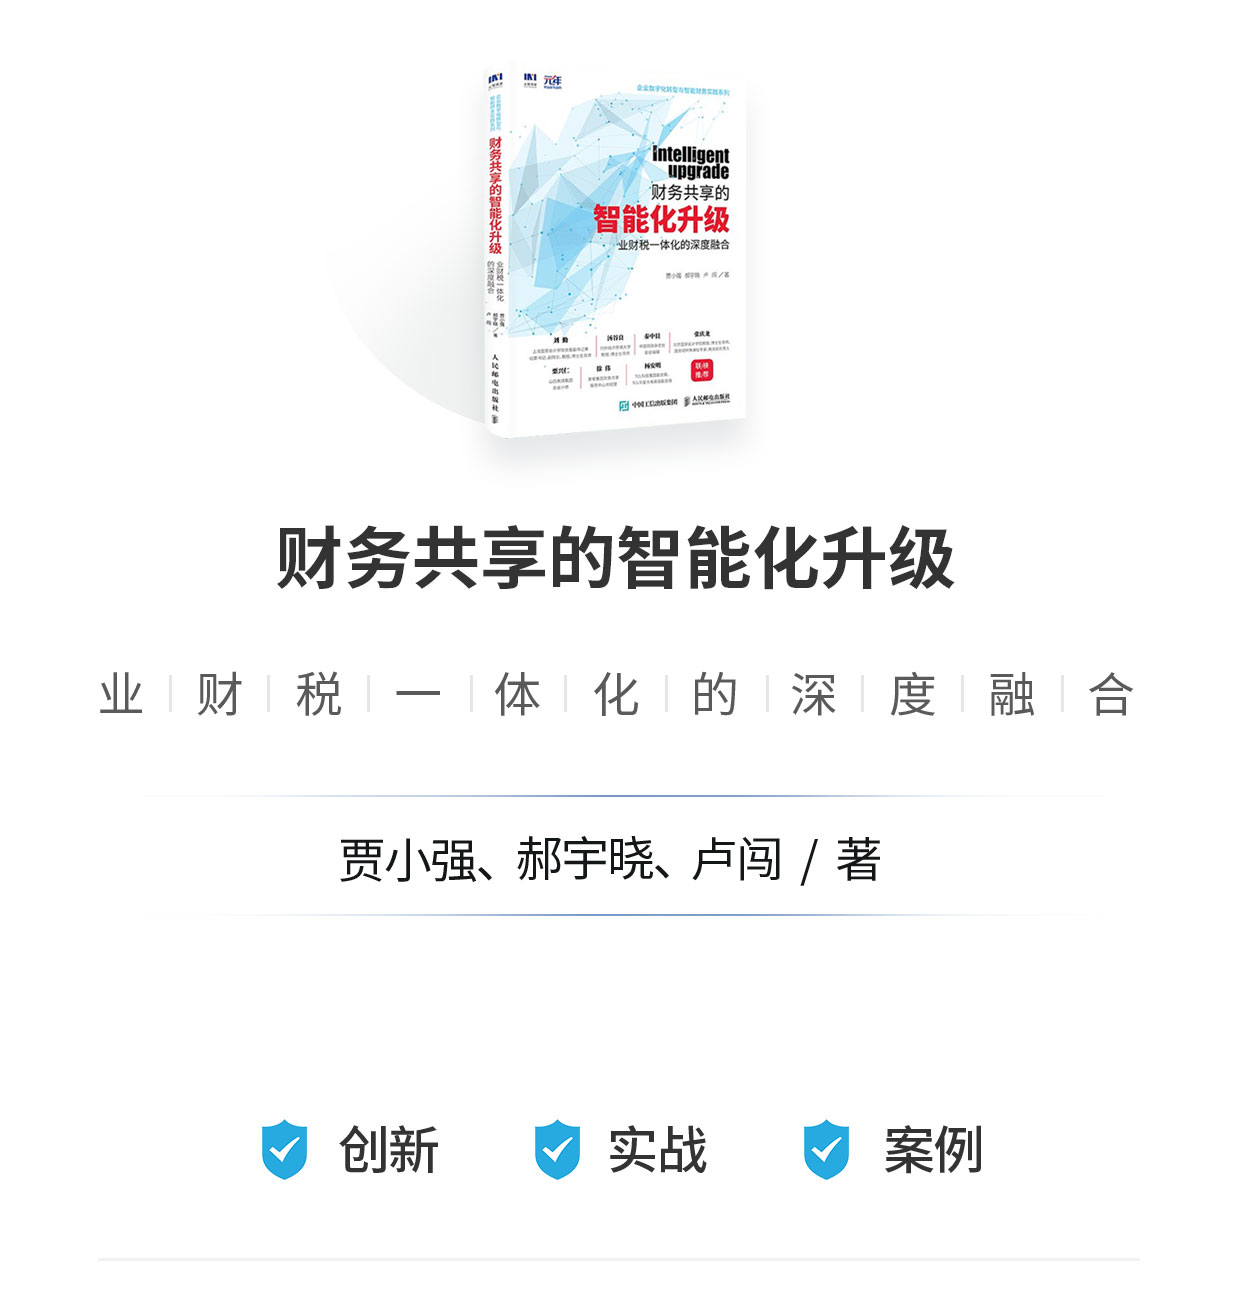 元年
企业数字化转型与智能财务实践系列
Intelligent
upgrade
财务共享的
智能化升级
业财税一体化的深度融合
贾小强 郝宇晓 卢闯/著
刘勤
汤谷良
秦中艮
张庆龙
栗兴仁
徐伟
杨安明
联袂
推荐
中国工信出版集团
人民邮电出版社
财务共享的智能化升级
业财税一体化的深度融合
贾小强 郝宇晓 卢闯/著
人民邮电出版社
财务共享的智能化升级
业财税一体化的深度融合
贾小强、郝宇晓、卢闯 / 著
创新
实战
案例